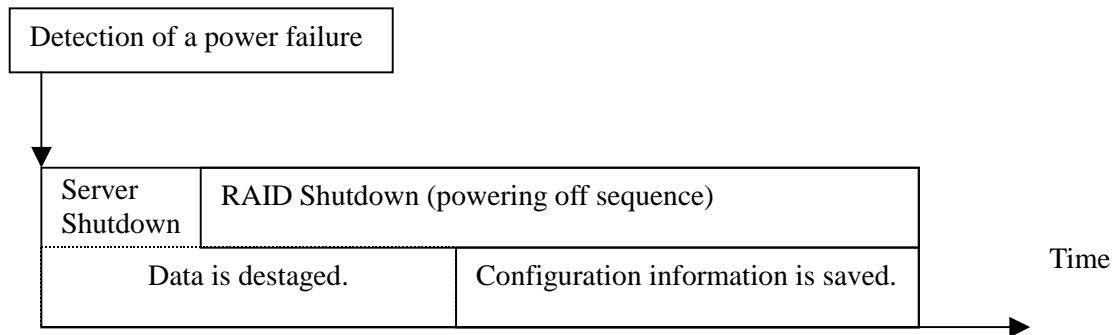 Detection of a power failure
Server
Shutdown
RAID Shutdown (powering off sequence)
Data is destaged.
Configuration information is saved.
Time